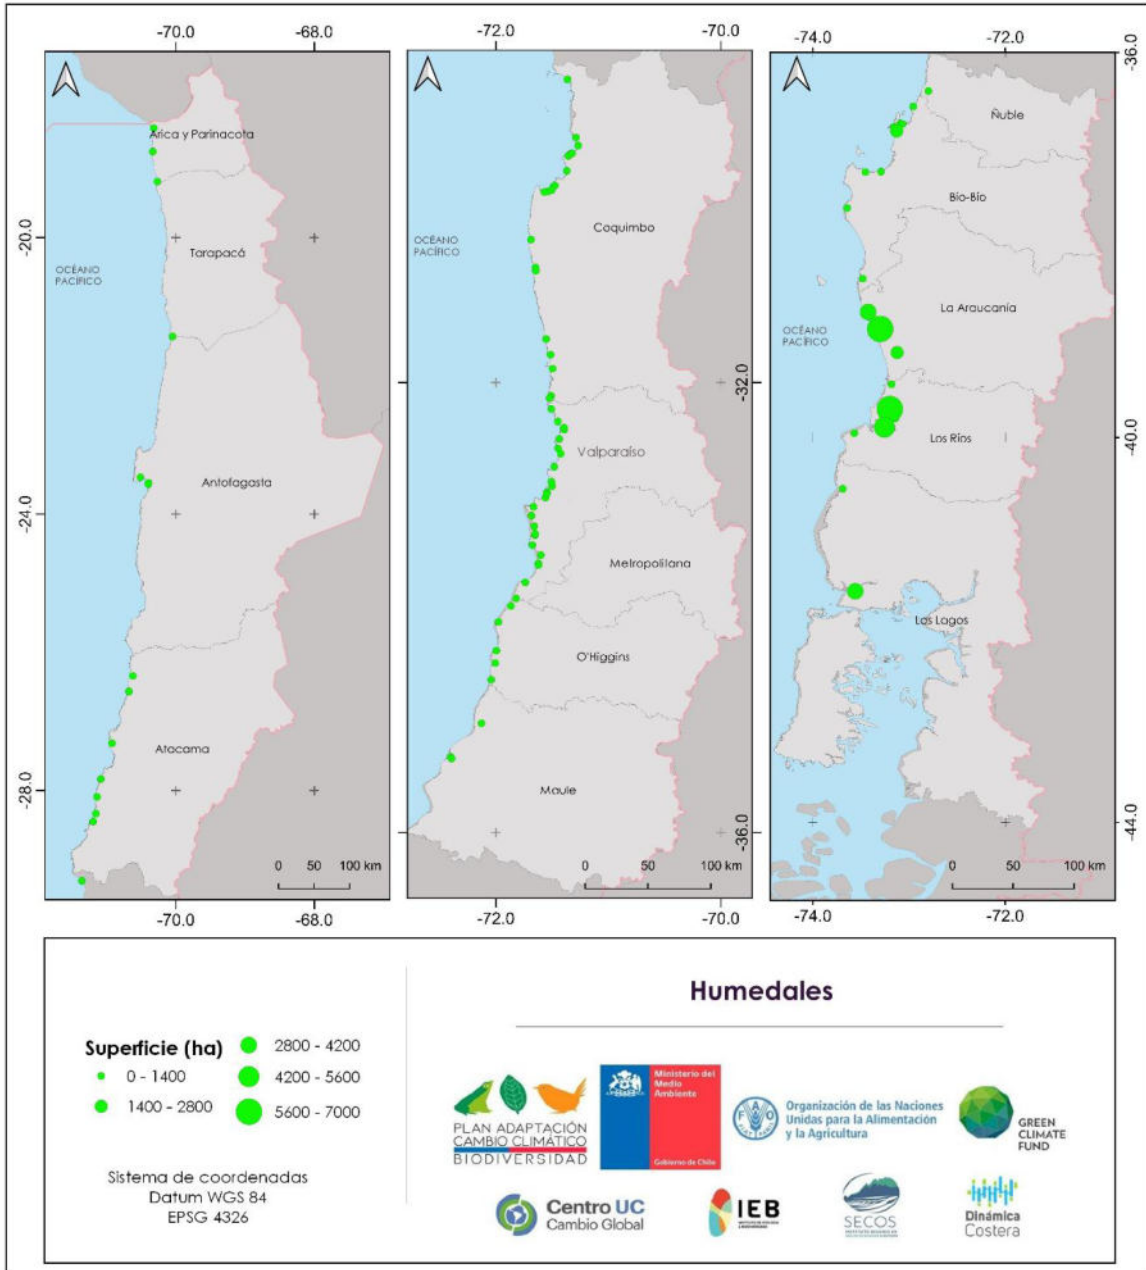 -70.0
-68.0
-72.0
-70.0
-74.0
-72.0
-36.0
Arica y Parinacota
-20.0
Tarapacá
OCÉANO
PACÍFICO
Antofagasta
-24.0
Atacama
-28.0
0 50 100 km
-70.0
-68.0
Coquimbo
OCÉANO
PACÍFICO
-32.0
Valparaíso
Metropolitana
O'Higgins
Maule
-36.0
0 50 100 km
-72.0
-70.0
Ñuble
Bío-Bío
La Araucanía
OCÉANO
PACÍFICO
Los Ríos
-40.0
Los Lagos
-44.0
0 50 100 km
-74.0
-72.0
Superficie (ha)
0 - 1400
1400 - 2800
2800 - 4200
4200 - 5600
5600 - 7000
Sistema de coordenadas
Datum WGS 84
EPSG 4326
Humedales
PLAN ADAPTACIÓN
CAMBIO CLIMÁTICO
BIODIVERSIDAD
Ministerio del
Medio
Ambiente
Gobierno de Chile
FAO
FIAT PANIS
Organización de las Naciones
Unidas para la Alimentación
y la Agricultura
GREEN
CLIMATE
FUND
Centro UC
Cambio Global
IEB
SECOS
Dinámica
Costera